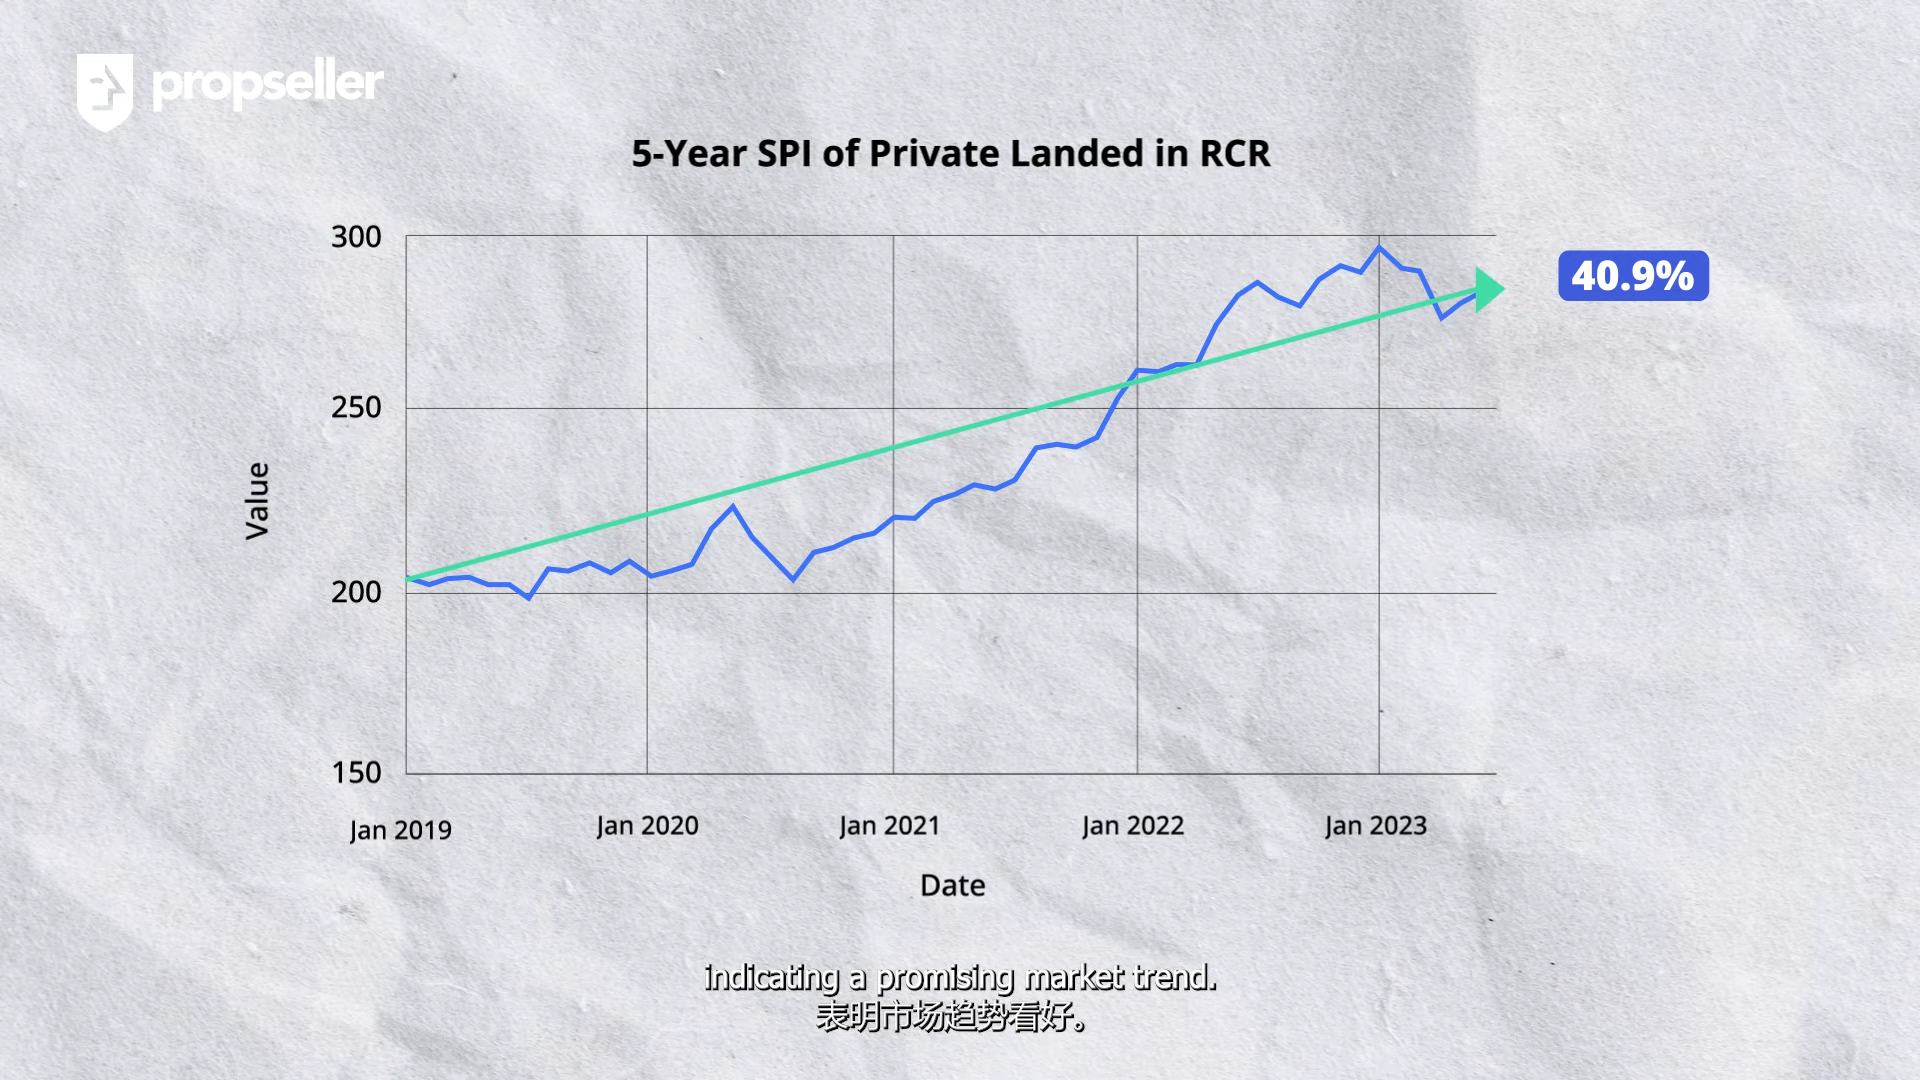 propseller
5-Year SPI of Private Landed in RCR
300
40.9%
250
Value
200
150
Jan 2019
Jan 2020
Jan 2021
Jan 2022
Jan 2023
Date
indicating a promising market trend.
表明市场趋势看好。